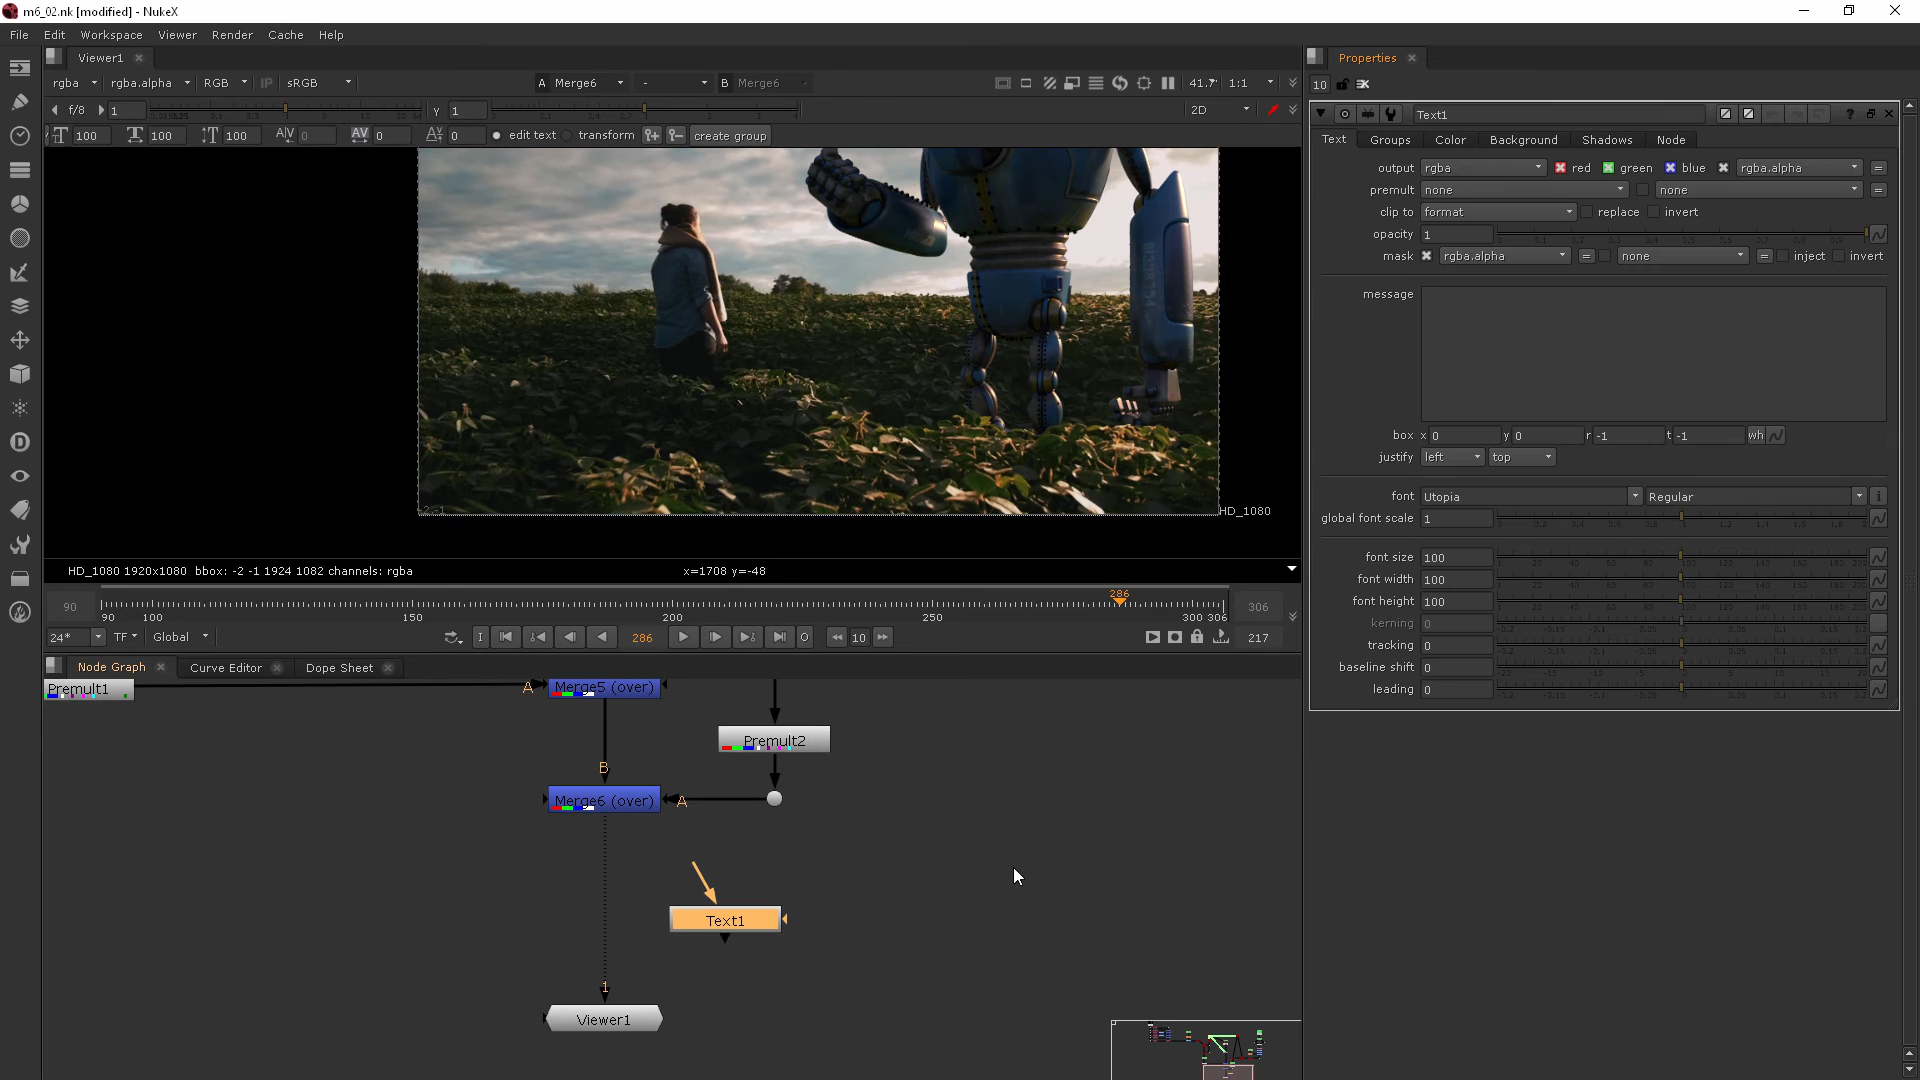 m6_02.nk [modified] - NukeX
File Edit Workspace Viewer Render Cache Help
Viewer1
rgba rgba.alpha RGB IP sRGB A Merge6 - B Merge6 41.7 1:1
f/8 1 y 1 2D
100 100 100 0 0 0 edit text transform create group
-2,-1
HD_1080
HD_1080 1920x1080 bbox: -2 -1 1924 1082 channels: rgba x=1708 y=-48
90 286 306
90 100 150 200 250 300 306
24* TF Global I 286 O 10 217
Node Graph Curve Editor Dope Sheet
Premult1 A Merge5 (over)
Premult2
B
Merge6 (over) A
Text1
1
Viewer1
Properties
10
Text1
Text Groups Color Background Shadows Node
output rgba red green blue rgba.alpha =
premult none none =
clip to format replace invert
opacity 1
mask rgba.alpha = none = inject invert
message
box x 0 y 0 r -1 t -1 wh
justify left top
font Utopia Regular i
global font scale 1
font size 100
font width 100
font height 100
kerning 0
tracking 0
baseline shift 0
leading 0